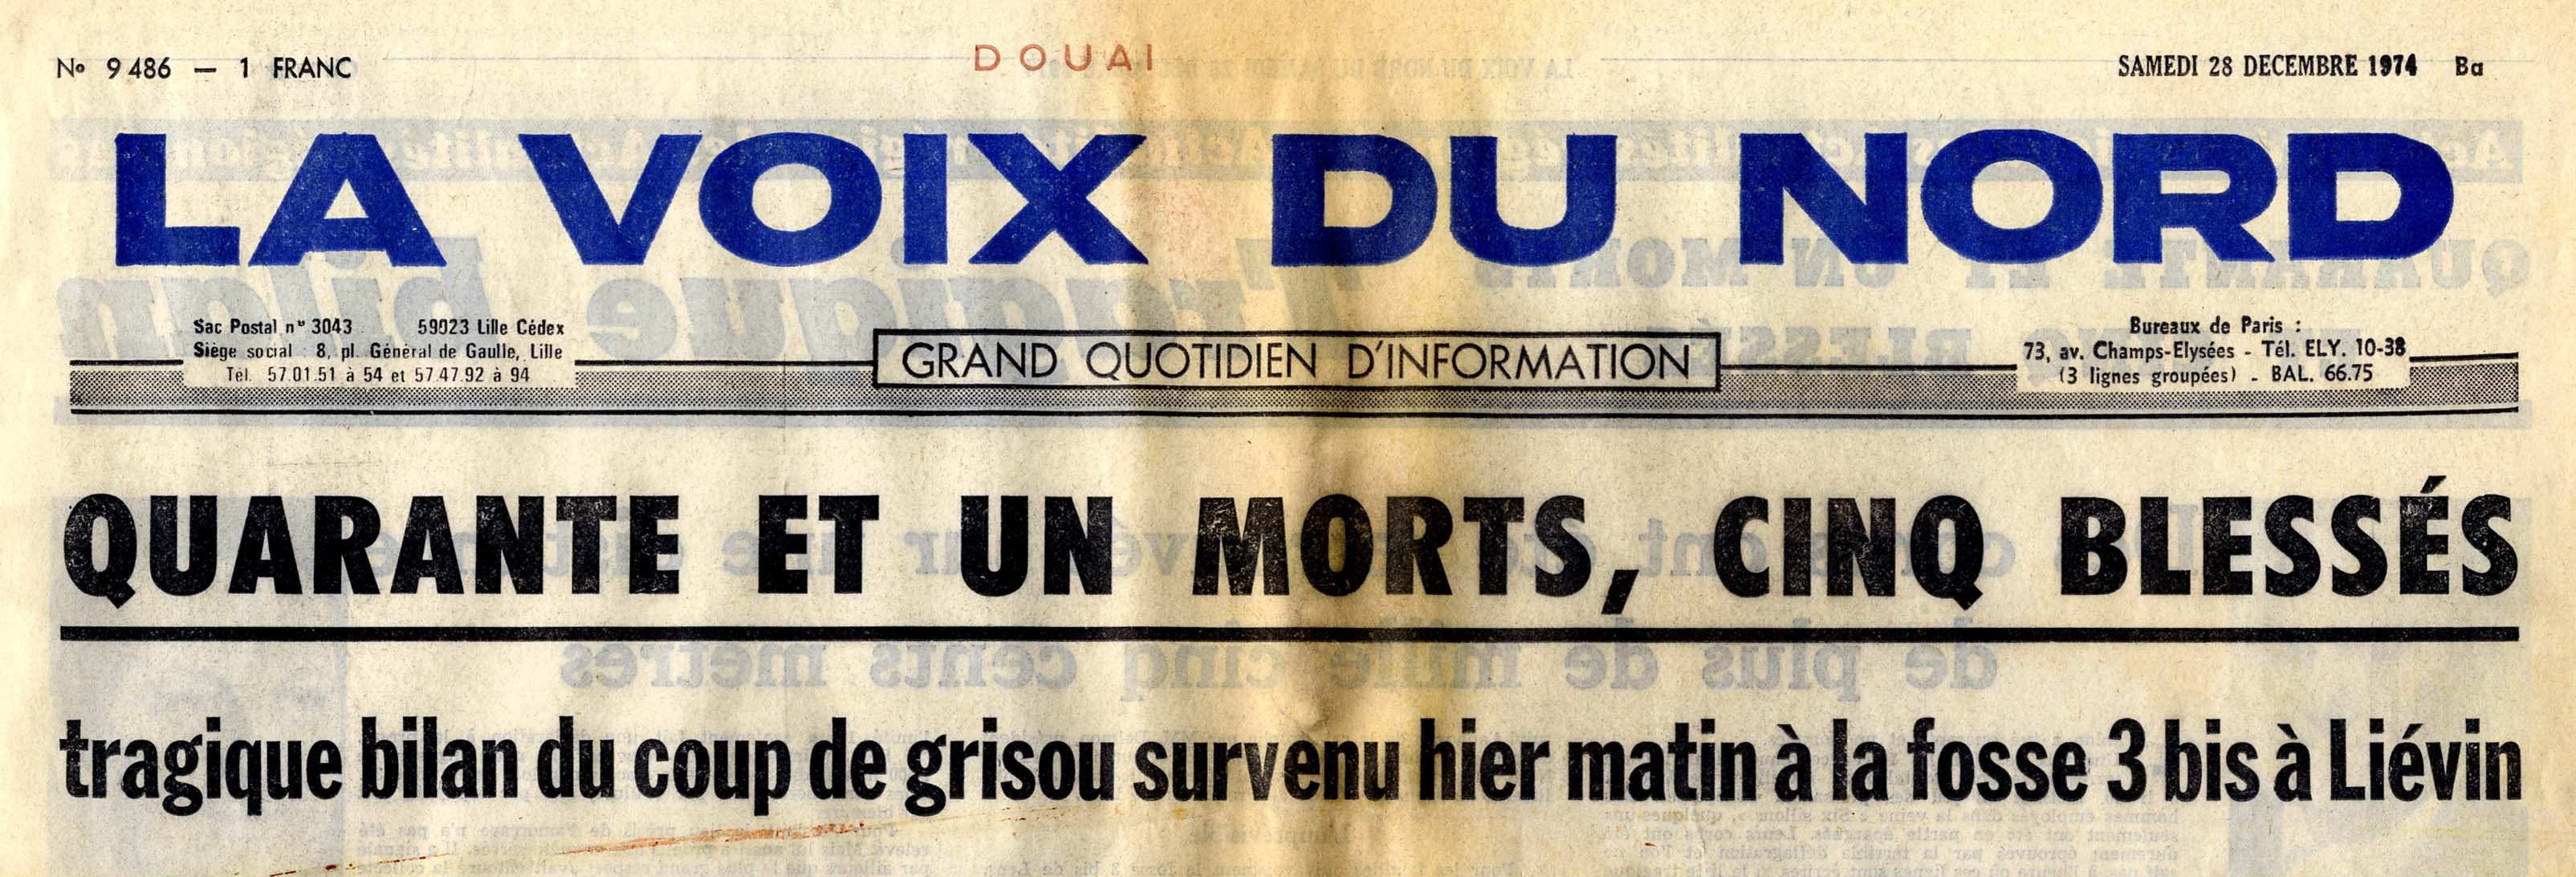 Nº 9486 — 1 FRANC
DOUAI
SAMEDI 28 DECEMBRE 1974 Ba
LA VOIX DU NORD
Sac Postal nº 3043 59023 Lille Cédex
Siège social : 8, pl. Général de Gaulle, Lille
Tél. 57.01.51 à 54 et 57.47.92 à 94
GRAND QUOTIDIEN D'INFORMATION
Bureaux de Paris :
73, av. Champs-Elysées - Tél. ELY. 10-38
(3 lignes groupées) - BAL. 66.75
QUARANTE ET UN MORTS, CINQ BLESSÉS
tragique bilan du coup de grisou survenu hier matin à la fosse 3 bis à Liévin